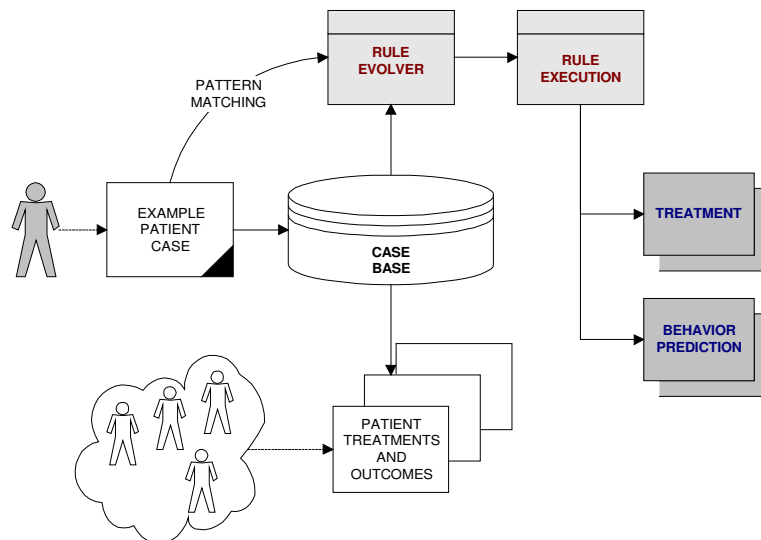 RULE
EVOLVER
RULE
EXECUTION
PATTERN
MATCHING
EXAMPLE
PATIENT
CASE
CASE
BASE
TREATMENT
BEHAVIOR
PREDICTION
PATIENT
TREATMENTS
AND
OUTCOMES